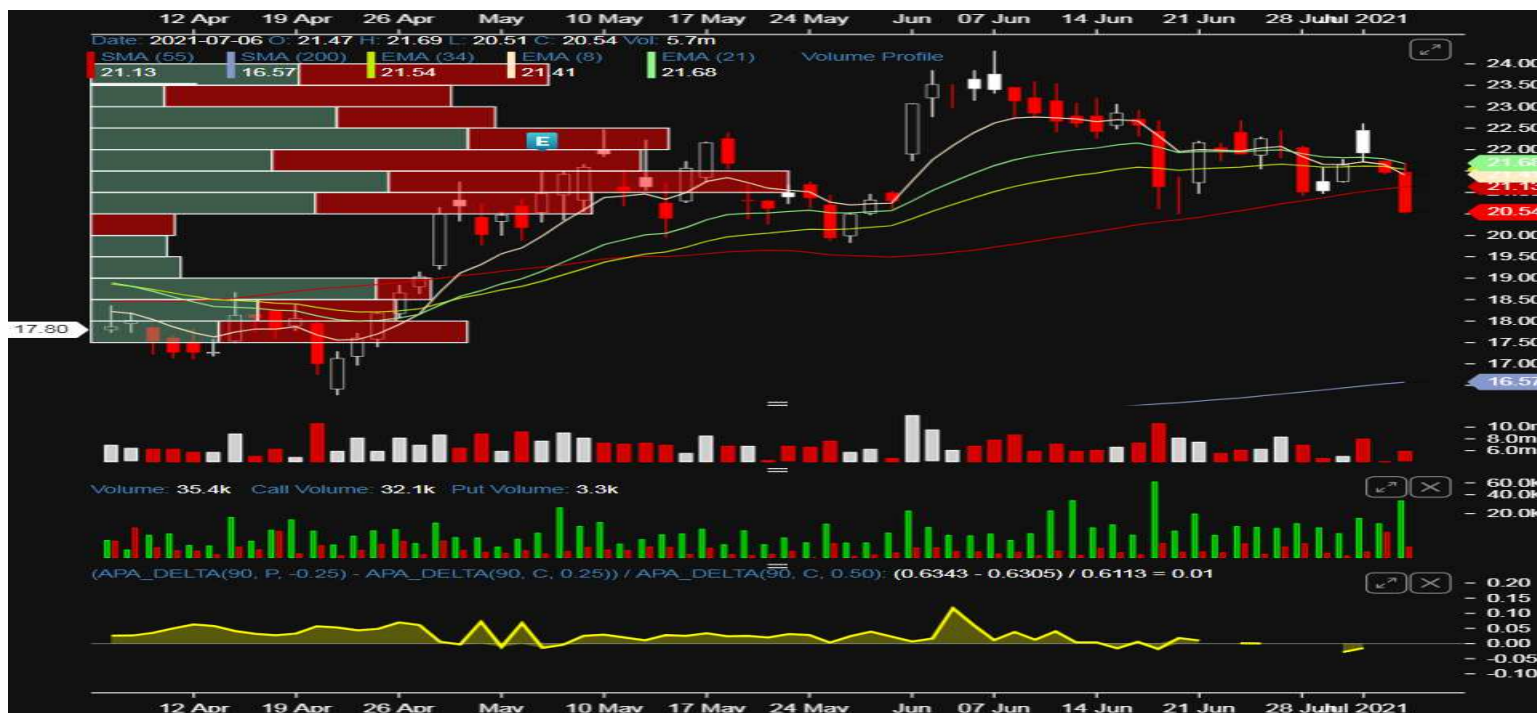 12 Apr 19 Apr 26 Apr May 10 May 17 May 24 May Jun 07 Jun 14 Jun 21 Jun 28 Jun Jul 2021
Date: 2021-07-06 O: 21.47 H: 21.69 L: 20.51 C: 20.54 Vol: 5.7m
SMA (55) SMA (200) EMA (34) EMA (8) EMA (21) Volume Profile
21.13 16.57 21.54 21.41 21.68
24.00
23.50
23.00
22.50
E
22.00
21.68
21.13
20.54
20.00
19.50
19.00
18.50
18.00
17.80
17.50
17.00
16.57
10.0m
8.0m
6.0m
Volume: 35.4k Call Volume: 32.1k Put Volume: 3.3k
60.0k
40.0k
20.0k
(APA_DELTA(90, P, -0.25) - APA_DELTA(90, C, 0.25)) / APA_DELTA(90, C, 0.50): (0.6343 - 0.6305) / 0.6113 = 0.01
0.20
0.15
0.10
0.05
0.00
-0.05
-0.10
12 Apr 19 Apr 26 Apr May 10 May 17 May 24 May Jun 07 Jun 14 Jun 21 Jun 28 Jun Jul 2021